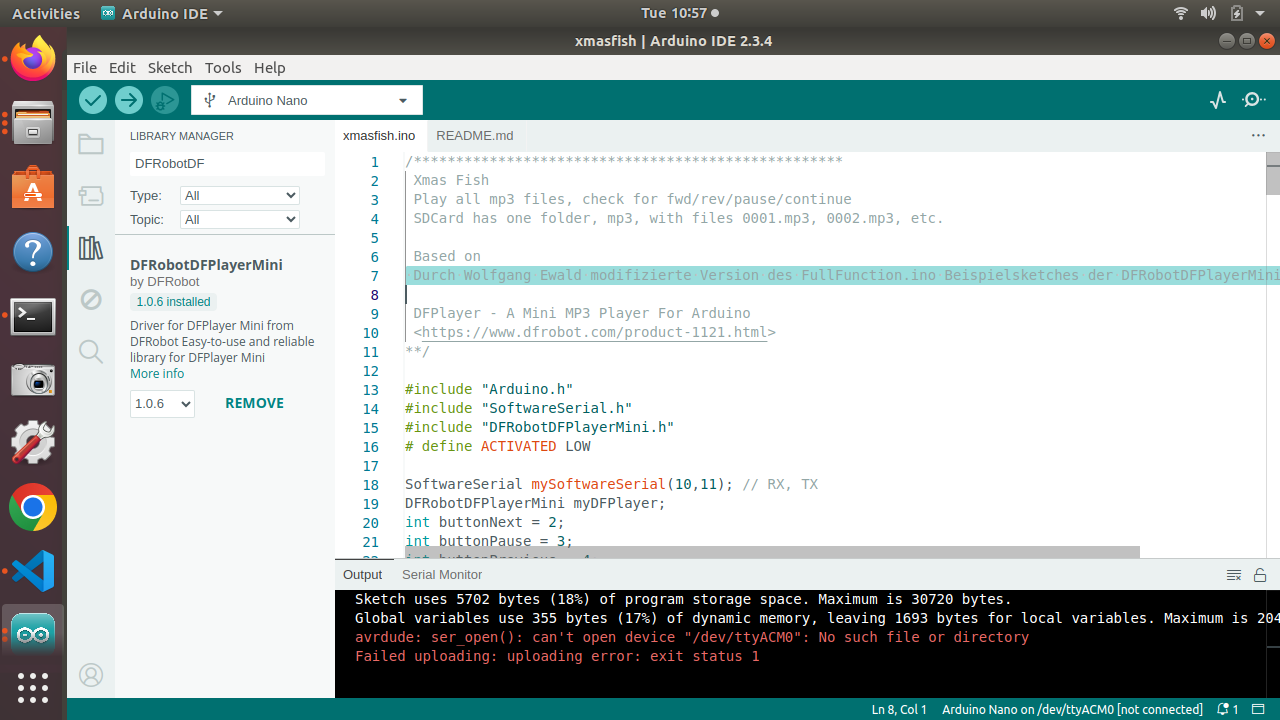 Activities
Arduino IDE
Tue 10:57
xmasfish | Arduino IDE 2.3.4
File Edit Sketch Tools Help
Arduino Nano
LIBRARY MANAGER
DFRobotDF
Type: All
Topic: All
DFRobotDFPlayerMini
by DFRobot
1.0.6 installed
Driver for DFPlayer Mini from
DFRobot Easy-to-use and reliable
library for DFPlayer Mini
More info
1.0.6 REMOVE
xmasfish.ino README.md
1 /***************************************************
2 Xmas Fish
3 Play all mp3 files, check for fwd/rev/pause/continue
4 SDCard has one folder, mp3, with files 0001.mp3, 0002.mp3, etc.
5
6 Based on
7 Durch Wolfgang Ewald modifizierte Version des FullFunction.ino Beispielsketches der DFRobotDFPlayerMini
8
9 DFPlayer - A Mini MP3 Player For Arduino
10 <https://www.dfrobot.com/product-1121.html>
11 **/
12
13 #include "Arduino.h"
14 #include "SoftwareSerial.h"
15 #include "DFRobotDFPlayerMini.h"
16 # define ACTIVATED LOW
17
18 SoftwareSerial mySoftwareSerial(10,11); // RX, TX
19 DFRobotDFPlayerMini myDFPlayer;
20 int buttonNext = 2;
21 int buttonPause = 3;
22 int buttonPrevious = 4
Output Serial Monitor
Sketch uses 5702 bytes (18%) of program storage space. Maximum is 30720 bytes.
Global variables use 355 bytes (17%) of dynamic memory, leaving 1693 bytes for local variables. Maximum is 204
avrdude: ser_open(): can't open device "/dev/ttyACM0": No such file or directory
Failed uploading: uploading error: exit status 1
Ln 8, Col 1 Arduino Nano on /dev/ttyACM0 [not connected] 1